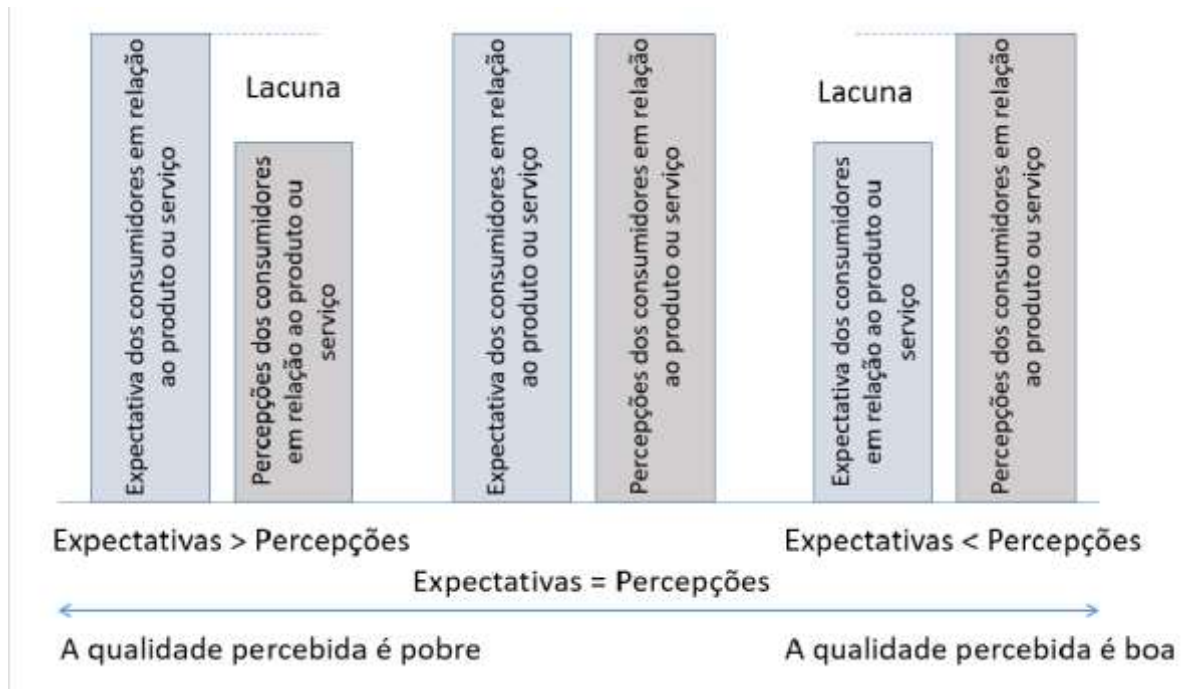 Expectativa dos consumidores em relação
ao produto ou serviço
Lacuna
Percepções dos consumidores
em relação ao produto ou
serviço
Expectativa dos consumidores em relação
ao produto ou serviço
Percepções dos consumidores em relação
ao produto ou serviço
Lacuna
Expectativa dos consumidores
em relação ao produto ou
serviço
Percepções dos consumidores em relação
ao produto ou serviço
Expectativas > Percepções
Expectativas < Percepções
Expectativas = Percepções
A qualidade percebida é pobre
A qualidade percebida é boa